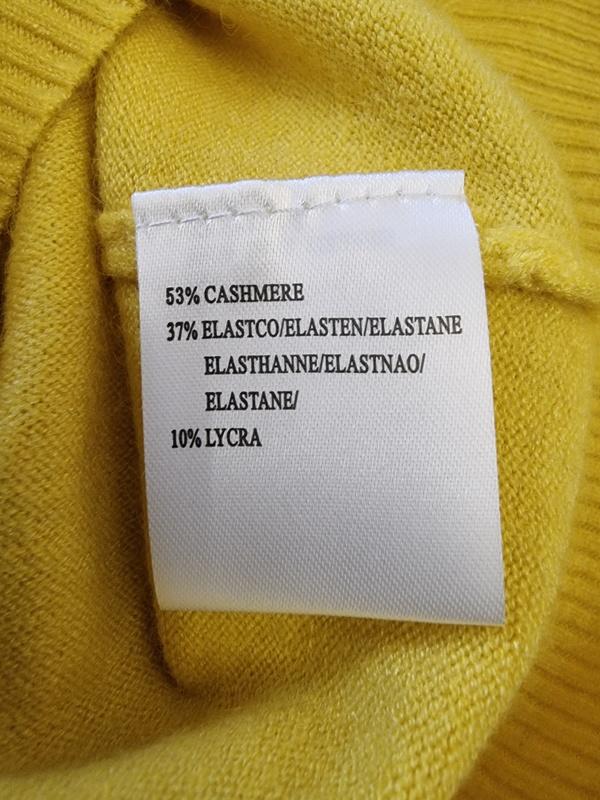 53% CASHMERE
37% ELASTCO/ELASTEN/ELASTANE
ELASTHANNE/ELASTNAO/
ELASTANE/
10% LYCRA